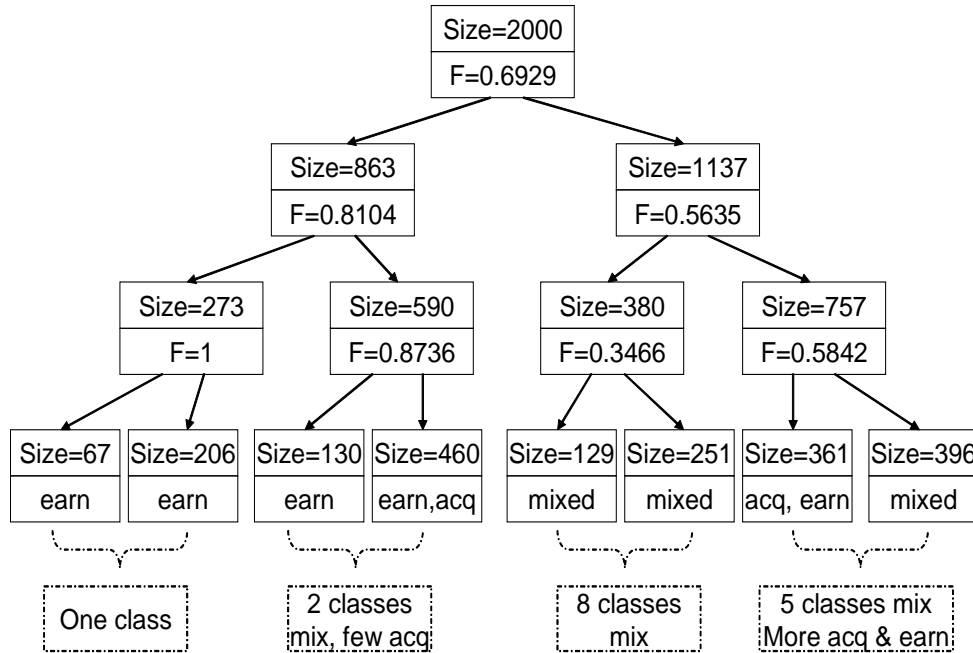 Size=2000
F=0.6929
Size=863
F=0.8104
Size=1137
F=0.5635
Size=273
F=1
Size=590
F=0.8736
Size=380
F=0.3466
Size=757
F=0.5842
Size=67
earn
Size=206
earn
Size=130
earn
Size=460
earn,acq
Size=129
mixed
Size=251
mixed
Size=361
acq, earn
Size=396
mixed
One class
2 classes
mix, few acq
8 classes
mix
5 classes mix
More acq & earn